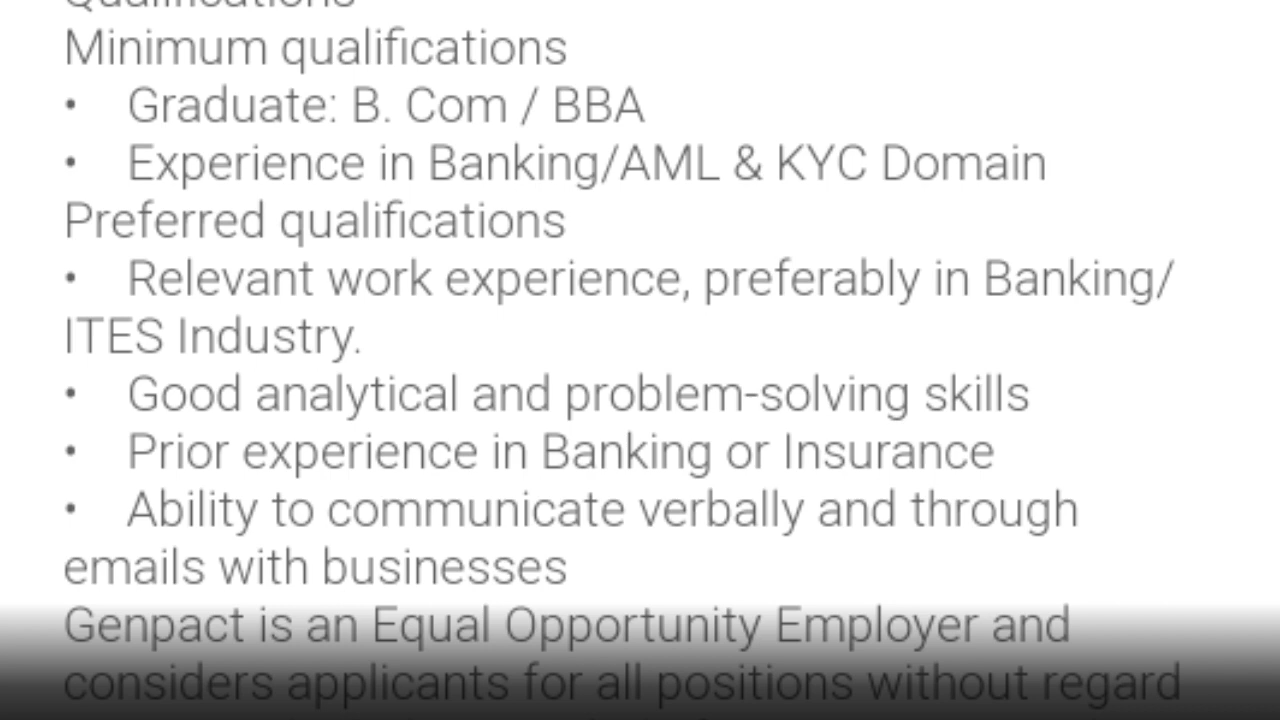 Qualifications
Minimum qualifications
• Graduate: B. Com / BBA
• Experience in Banking/AML & KYC Domain
Preferred qualifications
• Relevant work experience, preferably in Banking/
ITES Industry.
• Good analytical and problem-solving skills
• Prior experience in Banking or Insurance
• Ability to communicate verbally and through
emails with businesses
Genpact is an Equal Opportunity Employer and
considers applicants for all positions without regard